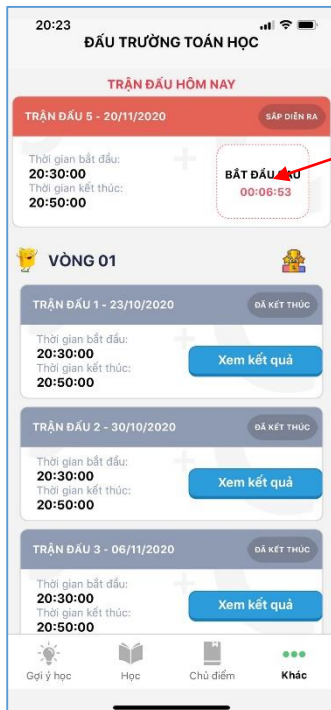 20:23
ĐẤU TRƯỜNG TOÁN HỌC
TRẬN ĐẤU HÔM NAY
TRẬN ĐẤU 5 - 20/11/2020
SẮP DIỄN RA
Thời gian bắt đầu:
20:30:00
Thời gian kết thúc:
20:50:00
BẮT ĐẦU SAU
00:06:53
VÒNG 01
TRẬN ĐẤU 1 - 23/10/2020
ĐÃ KẾT THÚC
Thời gian bắt đầu:
20:30:00
Thời gian kết thúc:
20:50:00
Xem kết quả
TRẬN ĐẤU 2 - 30/10/2020
ĐÃ KẾT THÚC
Thời gian bắt đầu:
20:30:00
Thời gian kết thúc:
20:50:00
Xem kết quả
TRẬN ĐẤU 3 - 06/11/2020
ĐÃ KẾT THÚC
Thời gian bắt đầu:
20:30:00
Thời gian kết thúc:
20:50:00
Xem kết quả
Gợi ý học
Học
Chủ điểm
Khác